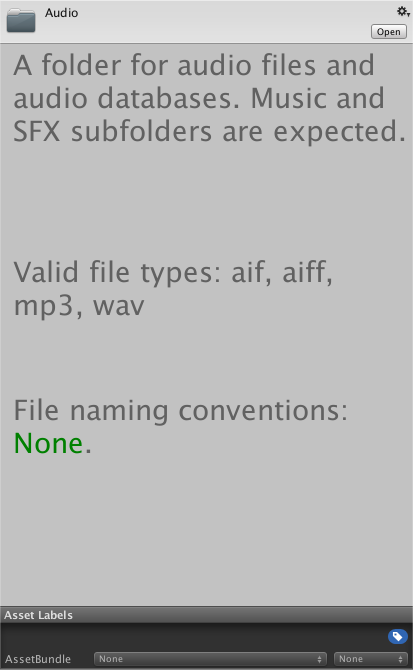 Audio
Open
A folder for audio files and
audio databases. Music and
SFX subfolders are expected.
Valid file types: aif, aiff,
mp3, wav
File naming conventions:
None.
Asset Labels
AssetBundle None None